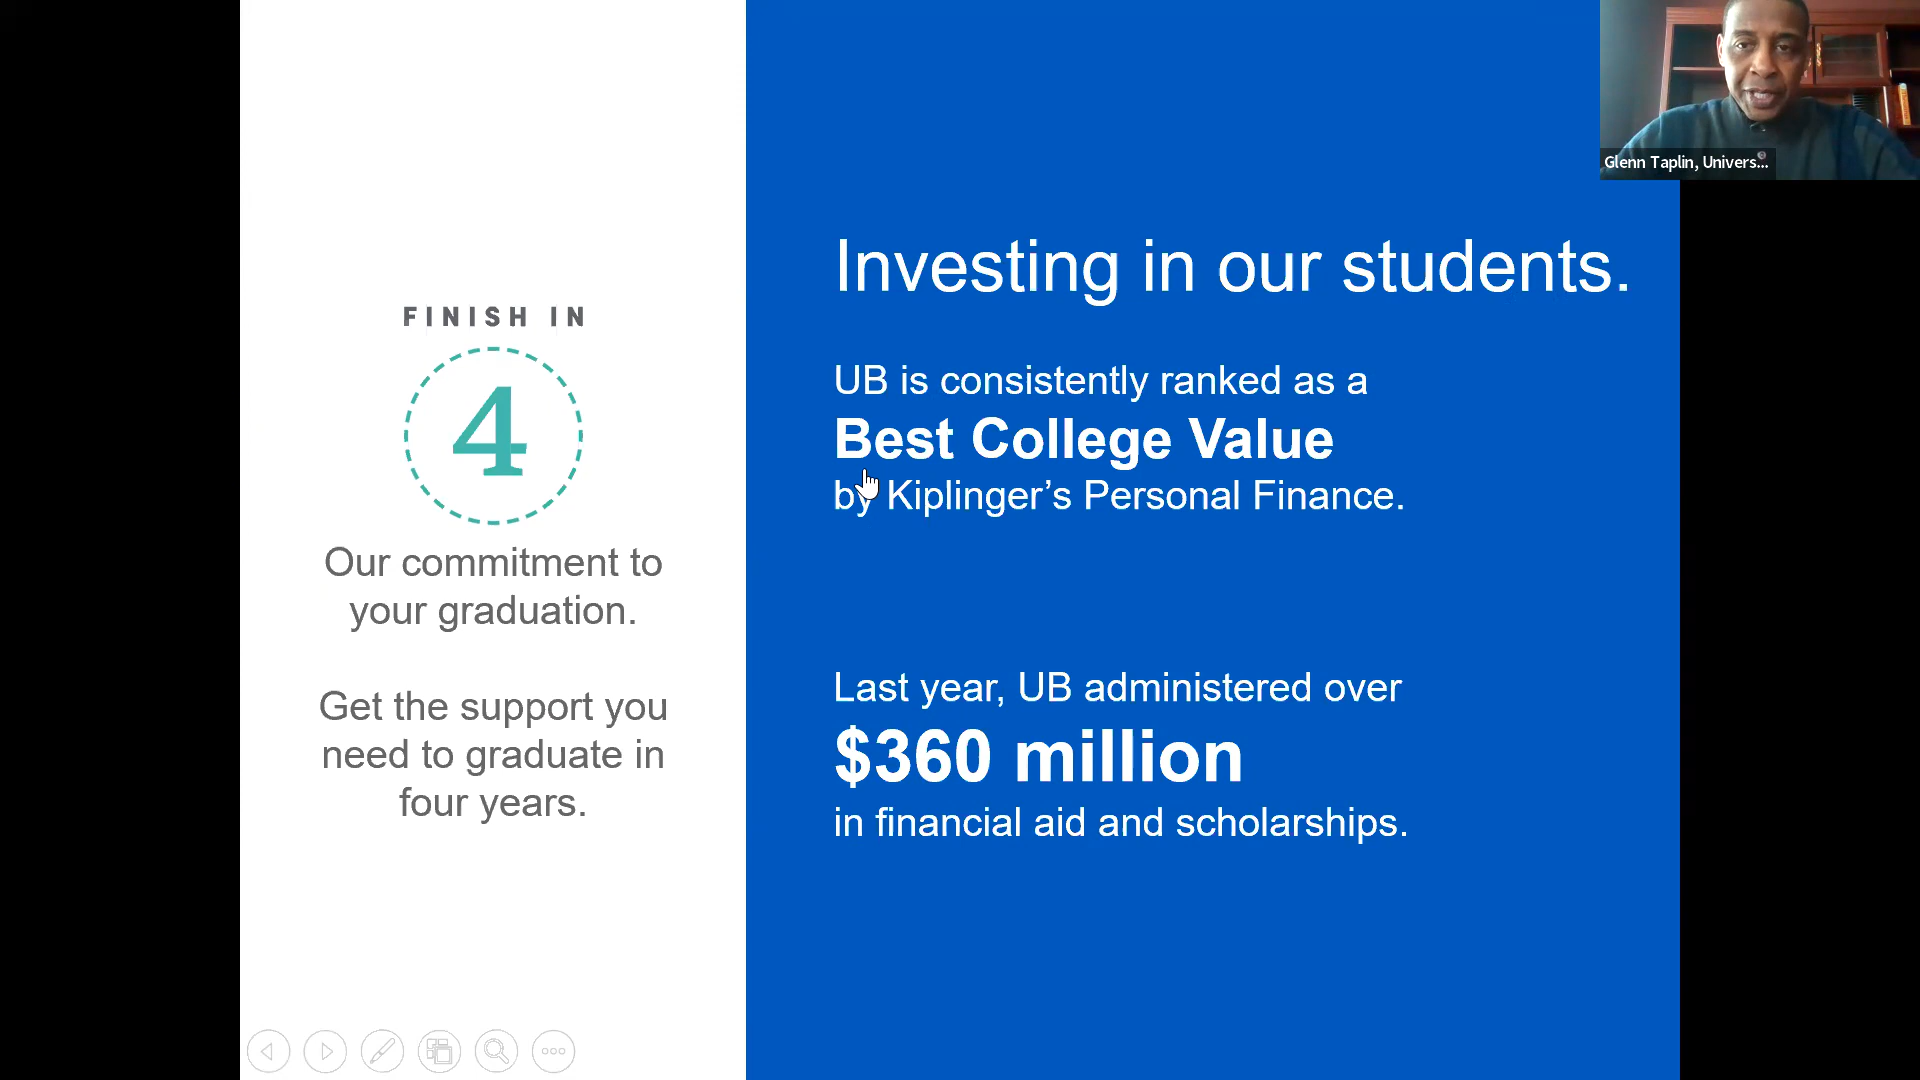 FINISH IN
4
Our commitment to
your graduation.
Get the support you
need to graduate in
four years.
Investing in our students.
UB is consistently ranked as a
Best College Value
by Kiplinger’s Personal Finance.
Last year, UB administered over
$360 million
in financial aid and scholarships.
Glenn Taplin, Univers...